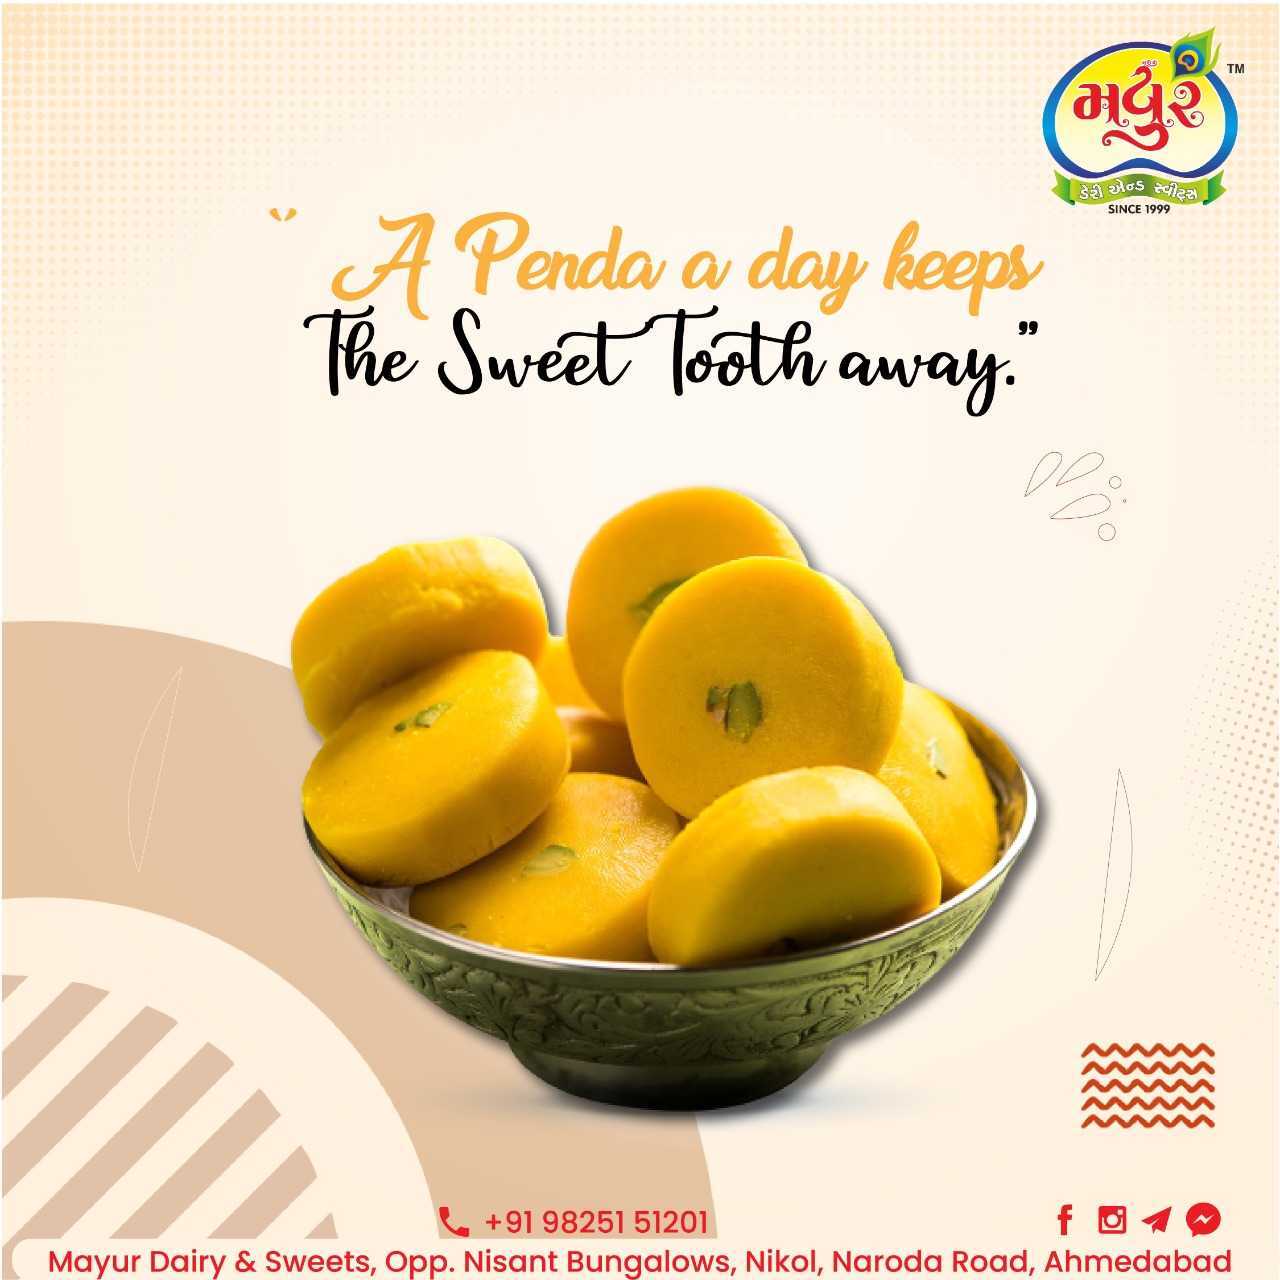 મયુર
TM
ડેરી એન્ડ સ્વીટ્સ
SINCE 1999
“ A Penda a day keeps
The Sweet Tooth away.”
+91 98251 51201
Mayur Dairy & Sweets, Opp. Nisant Bungalows, Nikol, Naroda Road, Ahmedabad